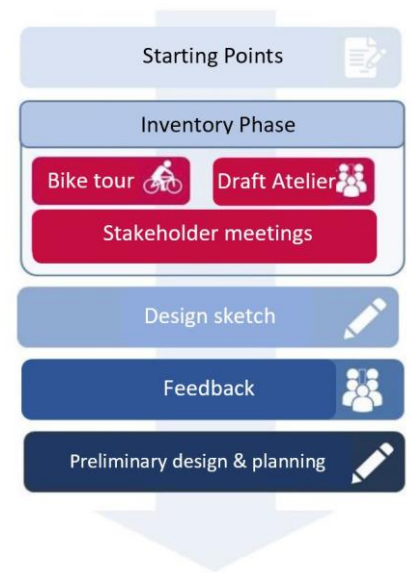 Starting Points
Inventory Phase
Bike tour
Draft Atelier
Stakeholder meetings
Design sketch
Feedback
Preliminary design & planning